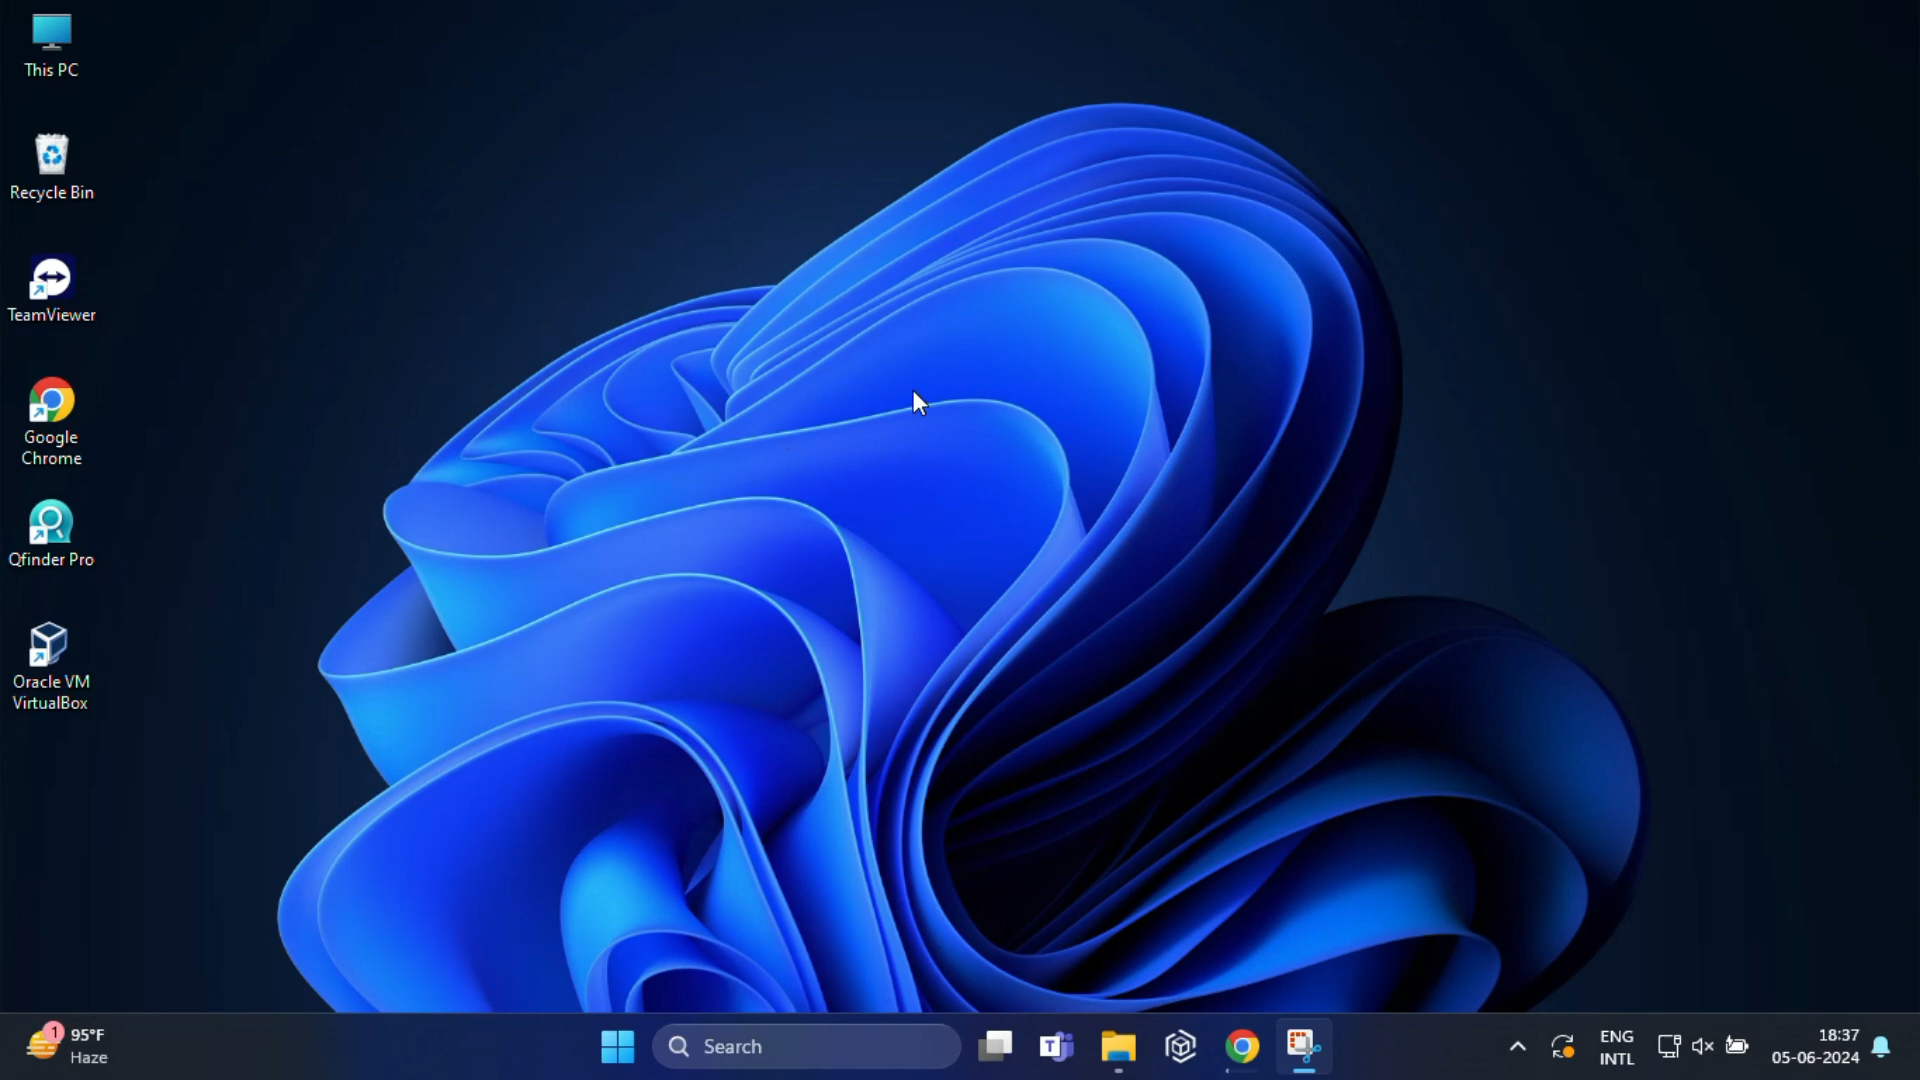 This PC
Recycle Bin
TeamViewer
Google
Chrome
Qfinder Pro
Oracle VM
VirtualBox
1
95°F
Haze
Search
T
ENG
INTL
18:37
05-06-2024